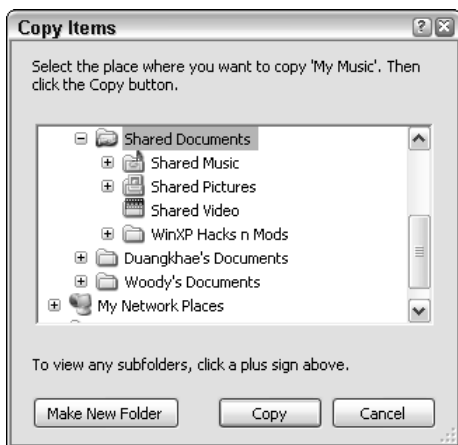 Copy Items
Select the place where you want to copy 'My Music'. Then
click the Copy button.
Shared Documents
Shared Music
Shared Pictures
Shared Video
WinXP Hacks n Mods
Duangkhae's Documents
Woody's Documents
My Network Places
To view any subfolders, click a plus sign above.
Make New Folder
Copy
Cancel